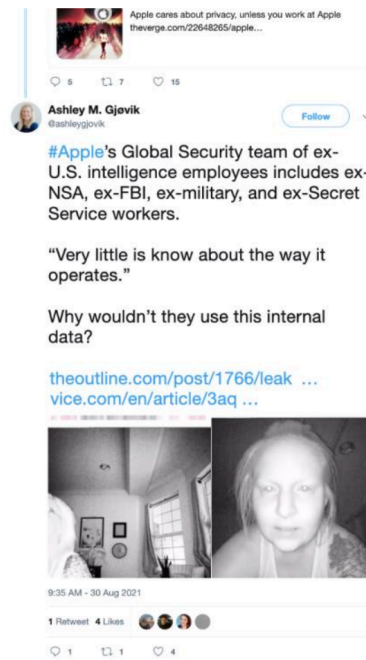 Apple cares about privacy, unless you work at Apple
theverge.com/22648265/apple...
5 7 15
Ashley M. Gjøvik
@ashleygjovik
Follow
#Apple's Global Security team of ex-
U.S. intelligence employees includes ex-
NSA, ex-FBI, ex-military, and ex-Secret
Service workers.
“Very little is know about the way it
operates.”
Why wouldn't they use this internal
data?
theoutline.com/post/1766/leak ...
vice.com/en/article/3aq ...
9:35 AM - 30 Aug 2021
1 Retweet 4 Likes
1 1 4